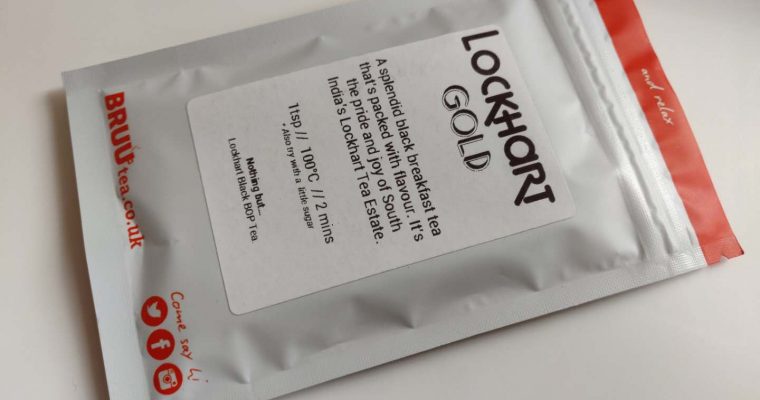 and relax
LOCKHART
GOLD
A splendid black breakfast tea
that's packed with flavour. It's
the pride and joy of South
India's Lockhart Tea Estate.
1tsp // 100°C // 2 mins
* Also try with a little sugar
Nothing but...
Lockhart Black BOP Tea.
BRUUtea.co.uk
Come say hi